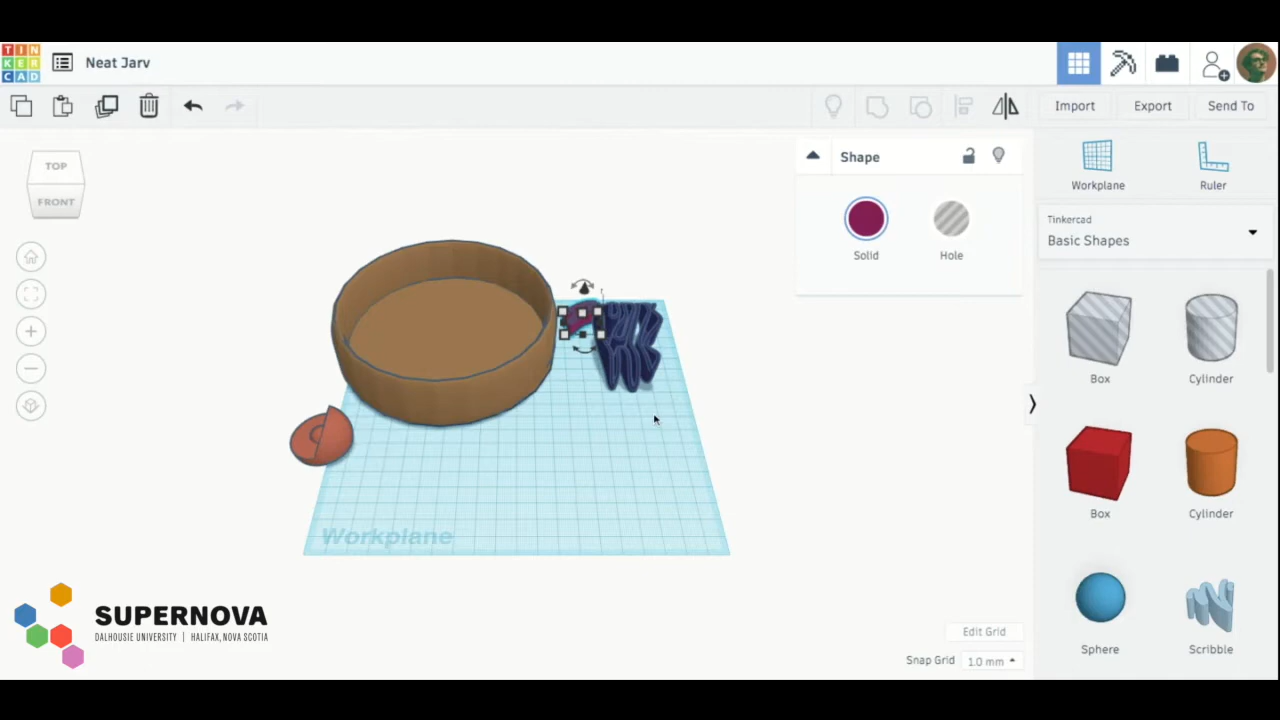 TIN
KER
CAD
Neat Jarv
Import
Export
Send To
TOP
FRONT
Shape
Solid
Hole
Workplane
Ruler
Tinkercad
Basic Shapes
Box
Cylinder
Box
Cylinder
Sphere
Scribble
Workplane
Edit Grid
Snap Grid 1.0 mm
SUPERNOVA
DALHOUSIE UNIVERSITY | HALIFAX, NOVA SCOTIA